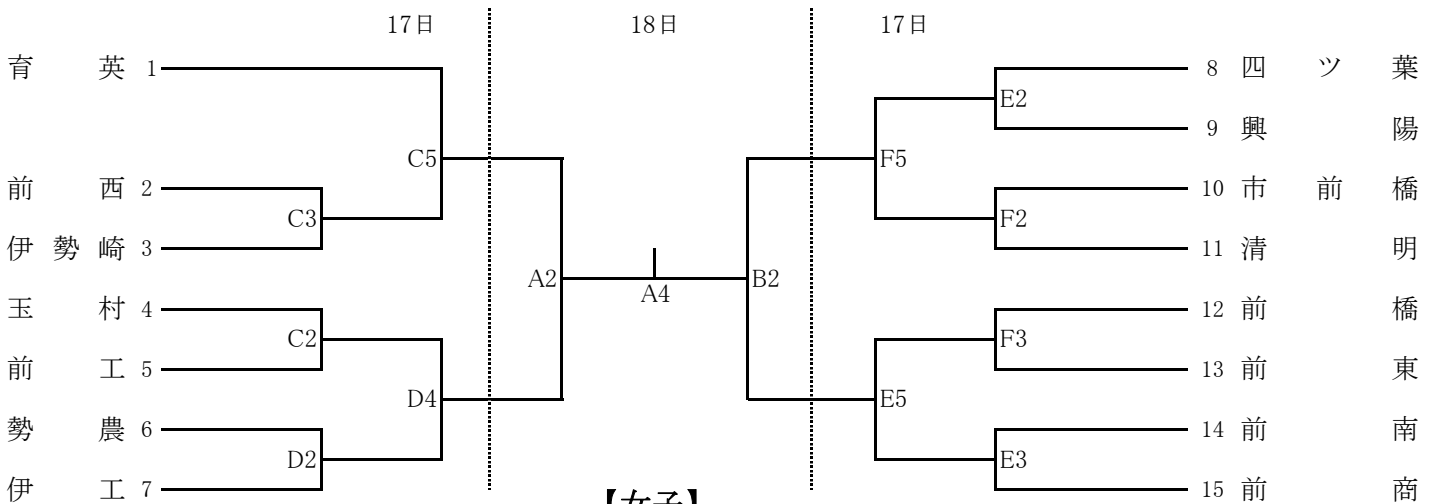 17日 18日 17日
育英 1 8 四ツ葉
E2
9 興陽
C5 F5
前西 2 10 市前橋
C3 F2
伊勢崎 3 11 清明
A2 B2
A4
玉村 4 12 前橋
C2 F3
前工 5 13 前東
D4 E5
勢農 6 14 前南
D2 E3
伊工 7 15 前商
【女子】